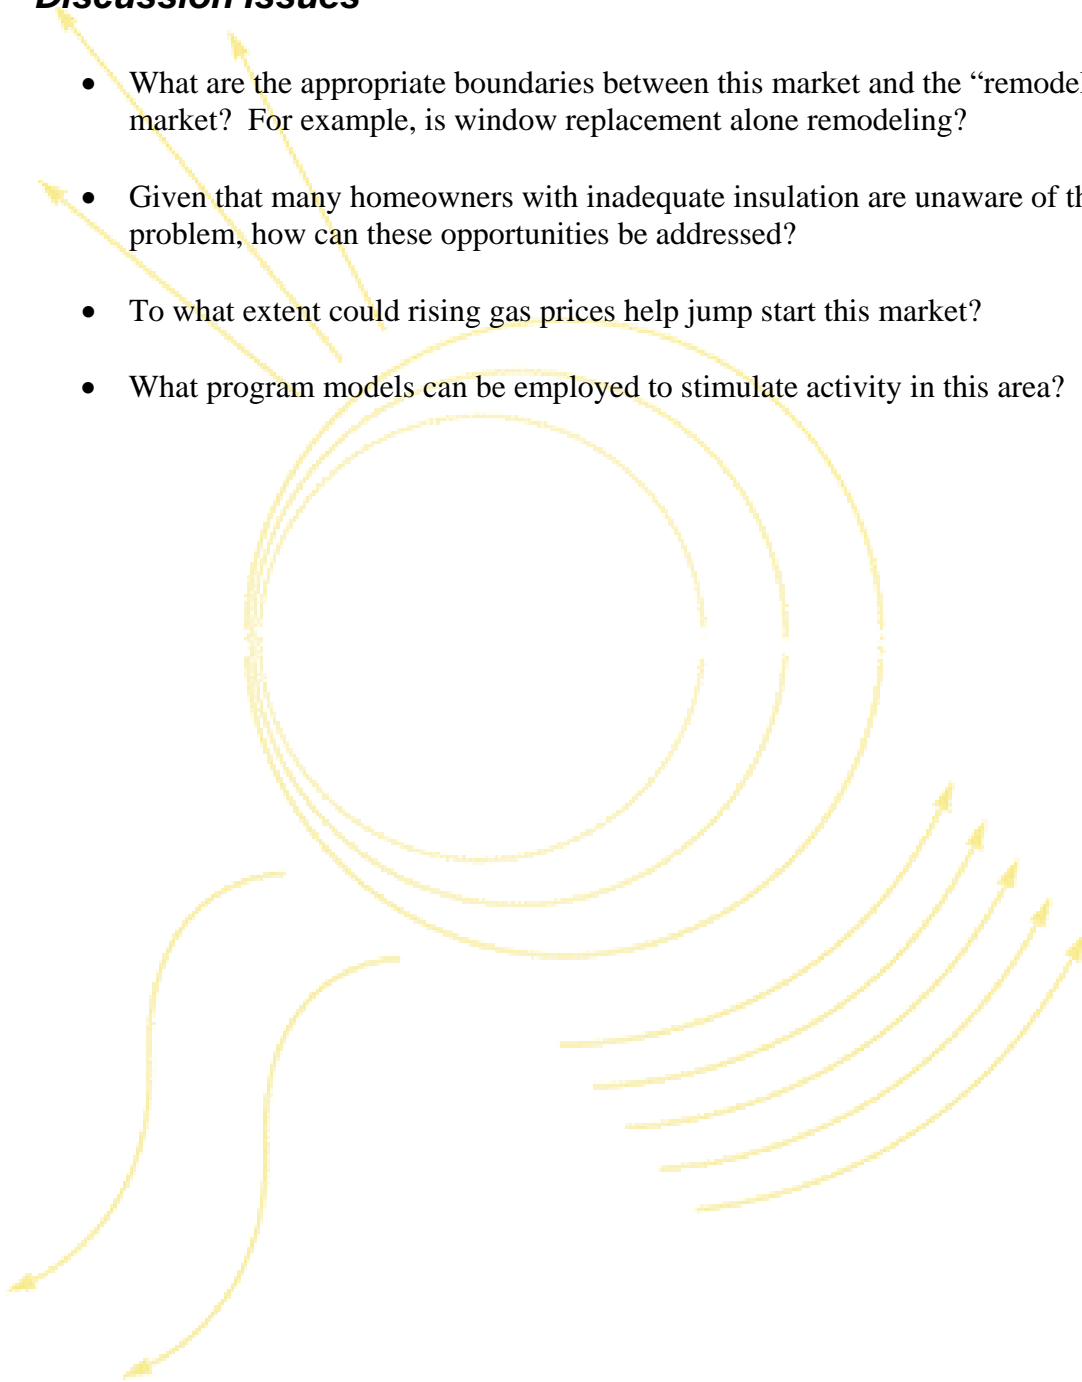 Discussion Issues
• What are the appropriate boundaries between this market and the “remodel
market? For example, is window replacement alone remodeling?
• Given that many homeowners with inadequate insulation are unaware of th
problem, how can these opportunities be addressed?
• To what extent could rising gas prices help jump start this market?
• What program models can be employed to stimulate activity in this area?